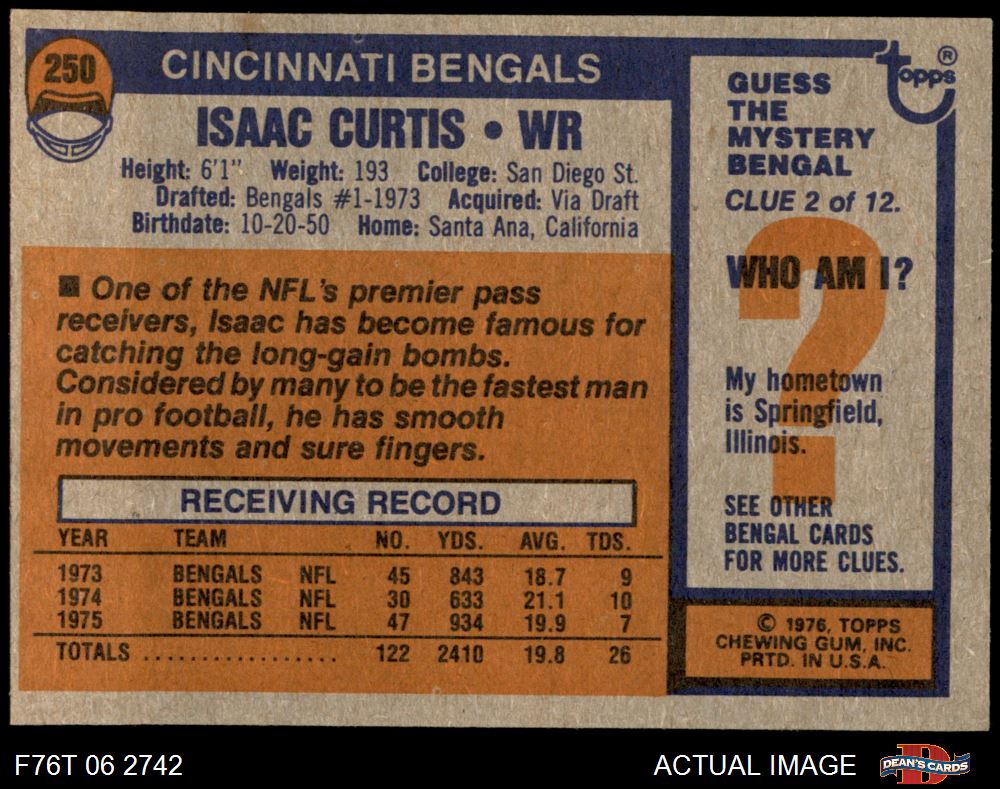 250
CINCINNATI BENGALS
ISAAC CURTIS • WR
Height: 6'1" Weight: 193 College: San Diego St.
Drafted: Bengals #1-1973 Acquired: Via Draft
Birthdate: 10-20-50 Home: Santa Ana, California
■ One of the NFL's premier pass
receivers, Isaac has become famous for
catching the long-gain bombs.
Considered by many to be the fastest man
in pro football, he has smooth
movements and sure fingers.
RECEIVING RECORD
YEAR TEAM NO. YDS. AVG. TDS.
1973 BENGALS NFL 45 843 18.7 9
1974 BENGALS NFL 30 633 21.1 10
1975 BENGALS NFL 47 934 19.9 7
TOTALS .................. 122 2410 19.8 26
topps ®
GUESS
THE
MYSTERY
BENGAL
CLUE 2 of 12.
?
WHO AM I?
My hometown
is Springfield,
Illinois.
SEE OTHER
BENGAL CARDS
FOR MORE CLUES.
© 1976, TOPPS
CHEWING GUM, INC.
PRTD. IN U.S.A.
F76T 06 2742
ACTUAL IMAGE
D
DEAN'S CARDS